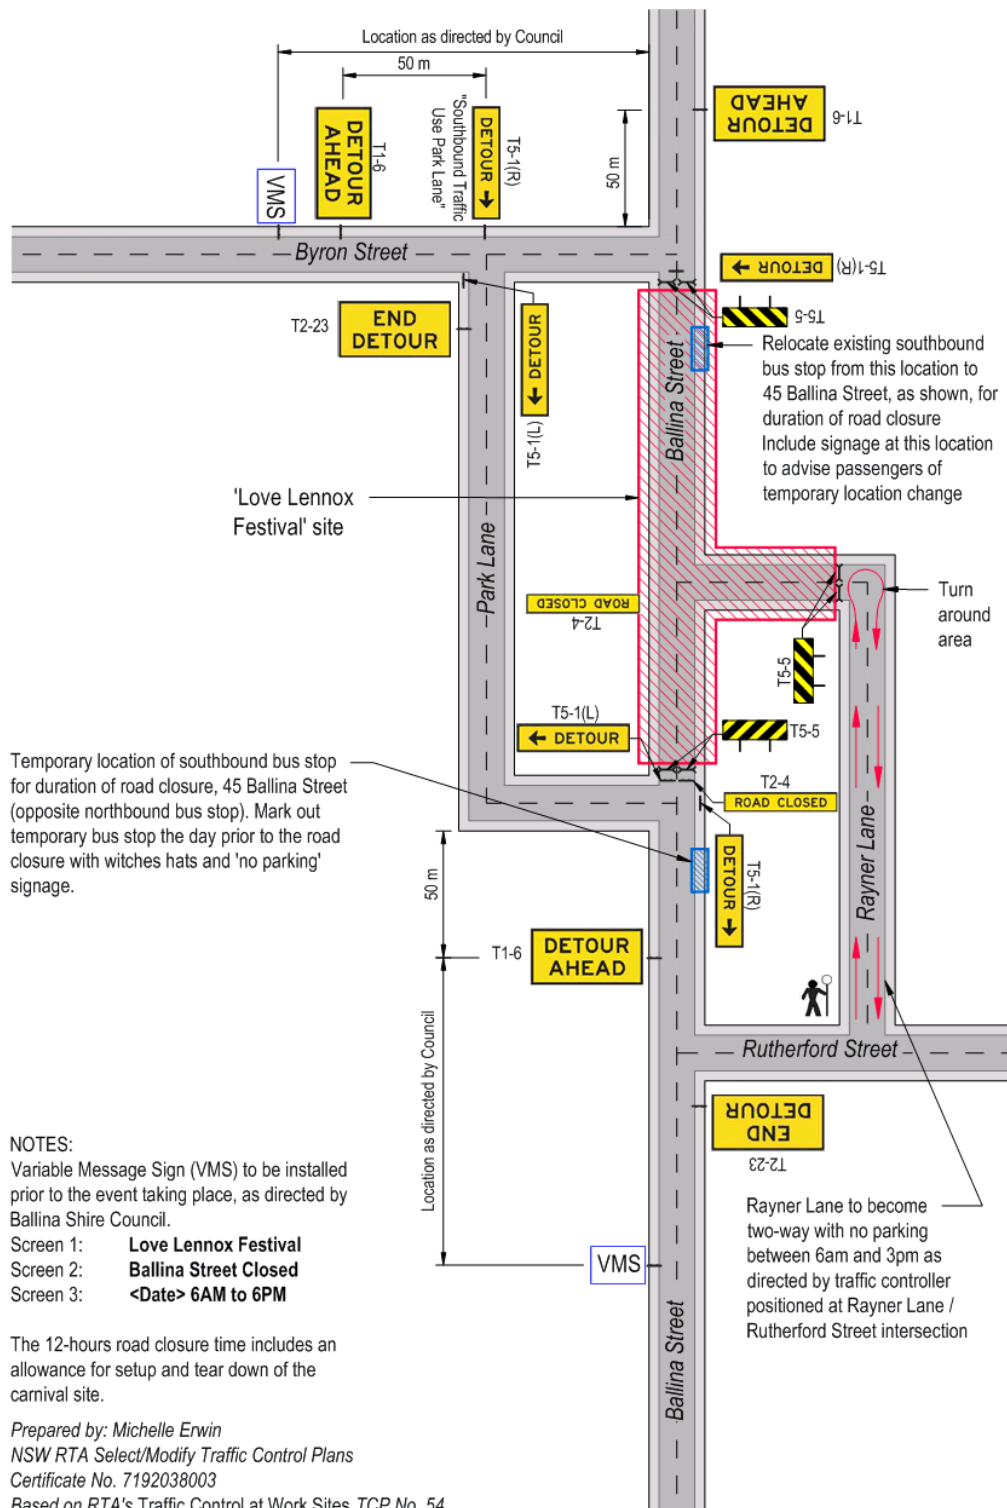 Location as directed by Council
50 m
DETOUR
AHEAD
T1-6
"Southbound Traffic
Use Park Lane"
DETOUR
T5-1(R)
VMS
50 m
DETOUR
AHEAD
T1-6
Byron Street
DETOUR
T5-1(R)
T5-5
T2-23
END
DETOUR
DETOUR
T5-1(L)
Ballina Street
Relocate existing southbound
bus stop from this location to
45 Ballina Street, as shown, for
duration of road closure
Include signage at this location
to advise passengers of
temporary location change
'Love Lennox
Festival' site
Park Lane
ROAD CLOSED
T2-4
Turn
around
area
T5-5
T5-1(L)
DETOUR
T5-5
T2-4
ROAD CLOSED
Temporary location of southbound bus stop
for duration of road closure, 45 Ballina Street
(opposite northbound bus stop). Mark out
temporary bus stop the day prior to the road
closure with witches hats and 'no parking'
signage.
50 m
DETOUR
T5-1(R)
Rayner Lane
T1-6
DETOUR
AHEAD
Location as directed by Council
Rutherford Street
END
DETOUR
T2-23
NOTES:
Variable Message Sign (VMS) to be installed
prior to the event taking place, as directed by
Ballina Shire Council.
Screen 1: Love Lennox Festival
Screen 2: Ballina Street Closed
Screen 3: <Date> 6AM to 6PM
VMS
Rayner Lane to become
two-way with no parking
between 6am and 3pm as
directed by traffic controller
positioned at Rayner Lane /
Rutherford Street intersection
The 12-hours road closure time includes an
allowance for setup and tear down of the
carnival site.
Ballina Street
Prepared by: Michelle Erwin
NSW RTA Select/Modify Traffic Control Plans
Certificate No. 7192038003
Based on RTA's Traffic Control at Work Sites TCP No. 54